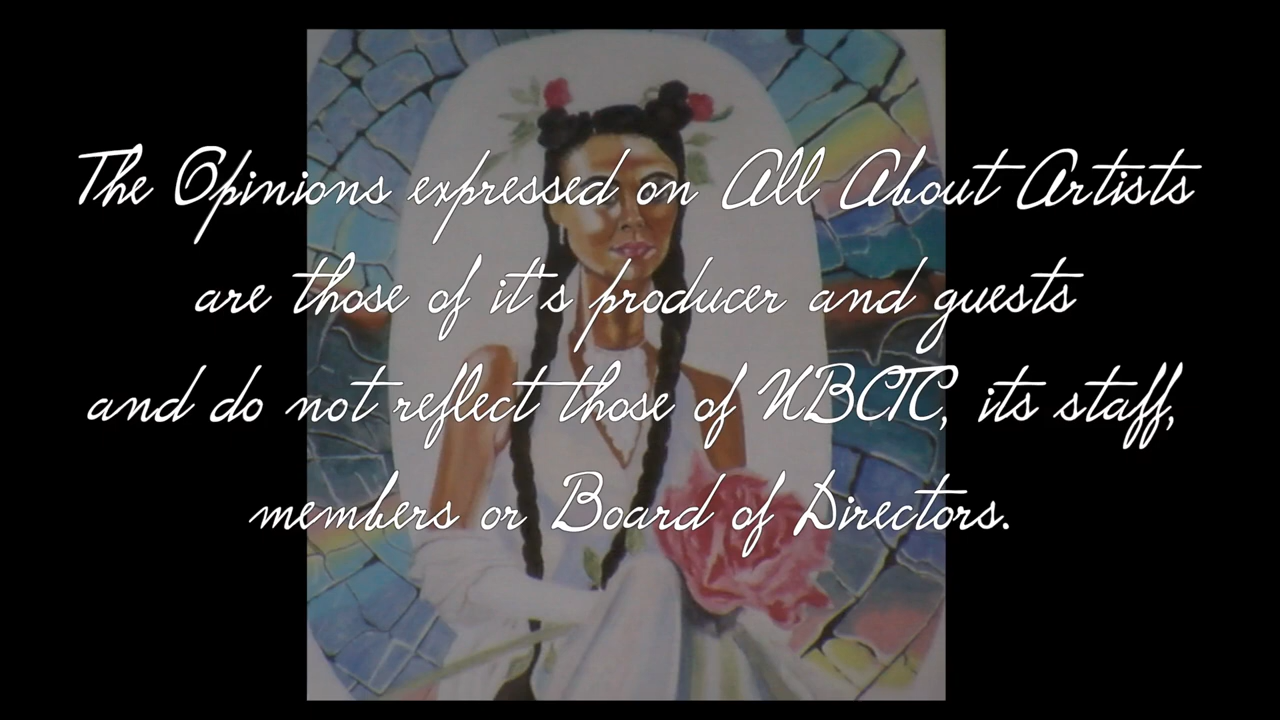 The Opinions expressed on All About Artists
are those of it's producer and guests
and do not reflect those of NBCTC, its staff,
members or Board of Directors.